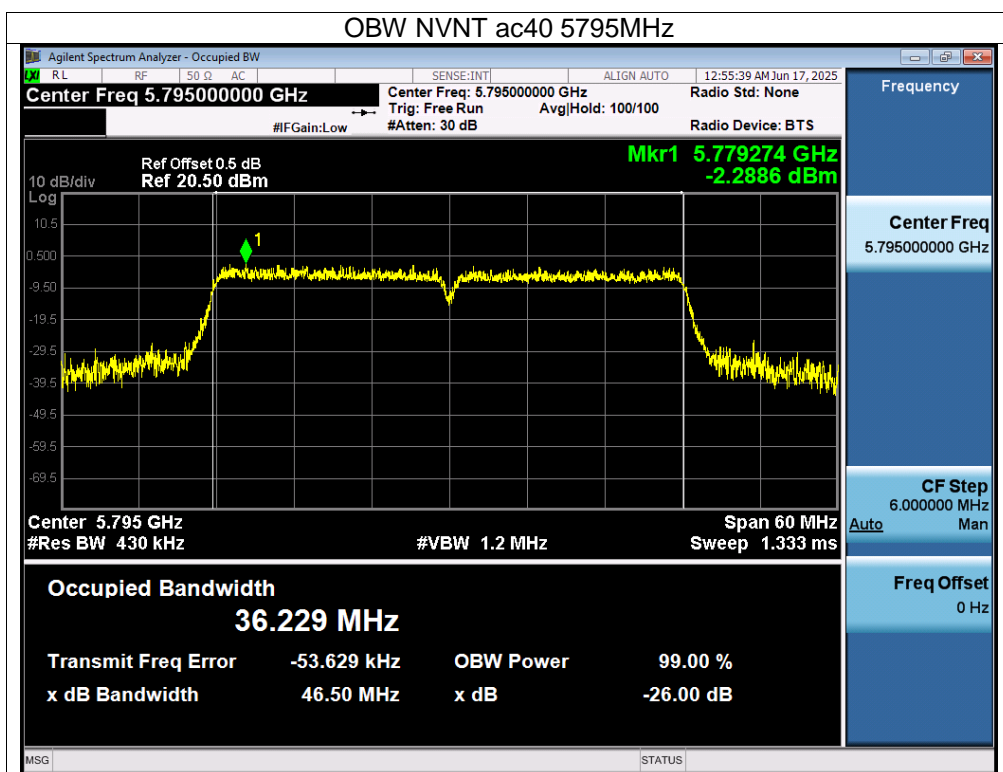 OBW NVNT ac40 5795MHz
Agilent Spectrum Analyzer - Occupied BW
LXI RL RF 50 Ω AC SENSE:INT ALIGN AUTO 12:55:39 AM Jun 17, 2025
Center Freq 5.795000000 GHz
Center Freq: 5.795000000 GHz
Radio Std: None
Trig: Free Run Avg|Hold: 100/100
#IFGain:Low #Atten: 30 dB Radio Device: BTS
Mkr1 5.779274 GHz
-2.2886 dBm
Ref Offset 0.5 dB
10 dB/div Ref 20.50 dBm
Log
10.5
0.500
-9.50
-19.5
-29.5
-39.5
-49.5
-59.5
-69.5
1
Center 5.795 GHz Span 60 MHz
#Res BW 430 kHz #VBW 1.2 MHz Sweep 1.333 ms
Occupied Bandwidth
36.229 MHz
Transmit Freq Error -53.629 kHz OBW Power 99.00 %
x dB Bandwidth 46.50 MHz x dB -26.00 dB
MSG STATUS
Frequency
Center Freq
5.795000000 GHz
CF Step
6.000000 MHz
Auto Man
Freq Offset
0 Hz